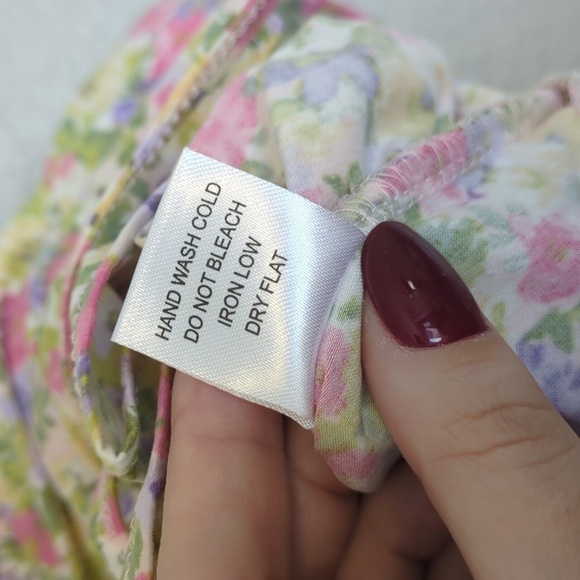 HAND WASH COLD
DO NOT BLEACH
IRON LOW
DRY FLAT